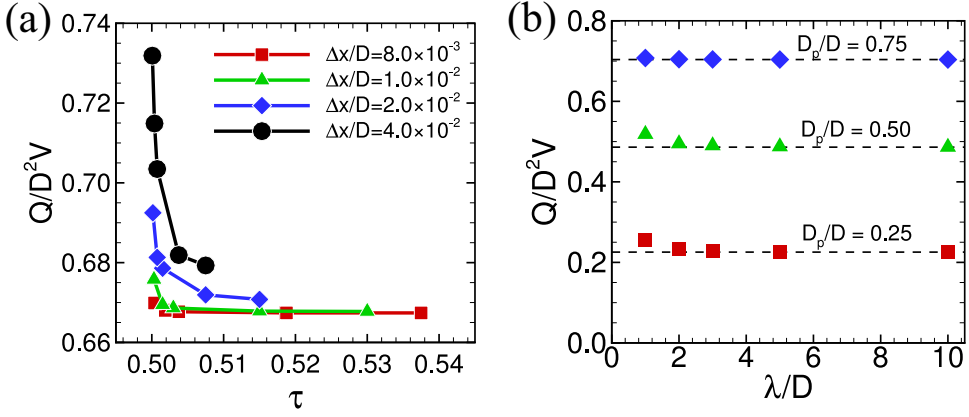 (a)
0.74
0.72
0.70
0.68
0.66
Q/D²V
Δx/D=8.0×10⁻³
Δx/D=1.0×10⁻²
Δx/D=2.0×10⁻²
Δx/D=4.0×10⁻²
0.50 0.51 0.52 0.53 0.54
τ
(b)
0.8
0.6
0.4
0.2
0.0
Q/D²V
Dₚ/D = 0.75
Dₚ/D = 0.50
Dₚ/D = 0.25
0 2 4 6 8 10
λ/D